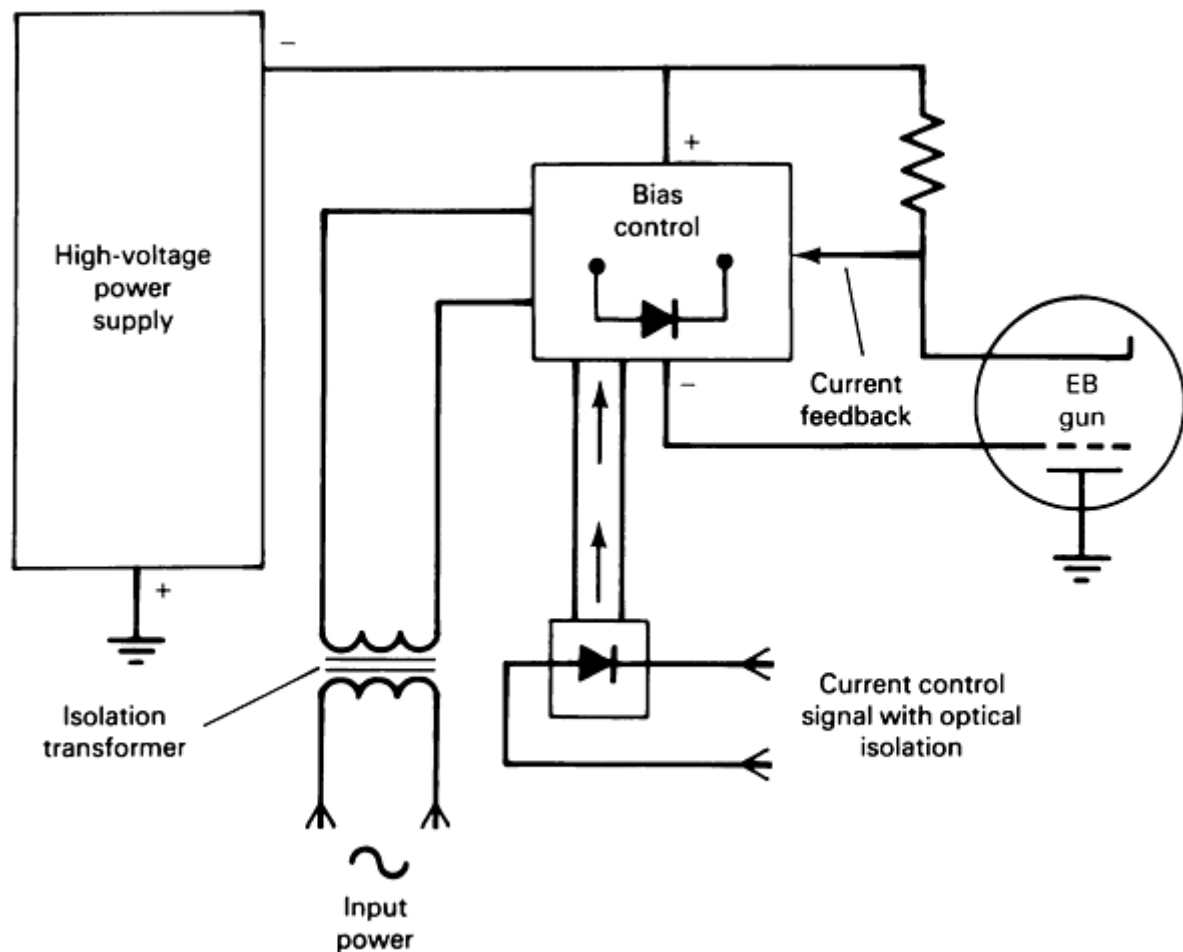 −
+
Bias
control
High-voltage
power
supply
−
Current
feedback
EB
gun
+
Isolation
transformer
Current control
signal with optical
isolation
Input
power